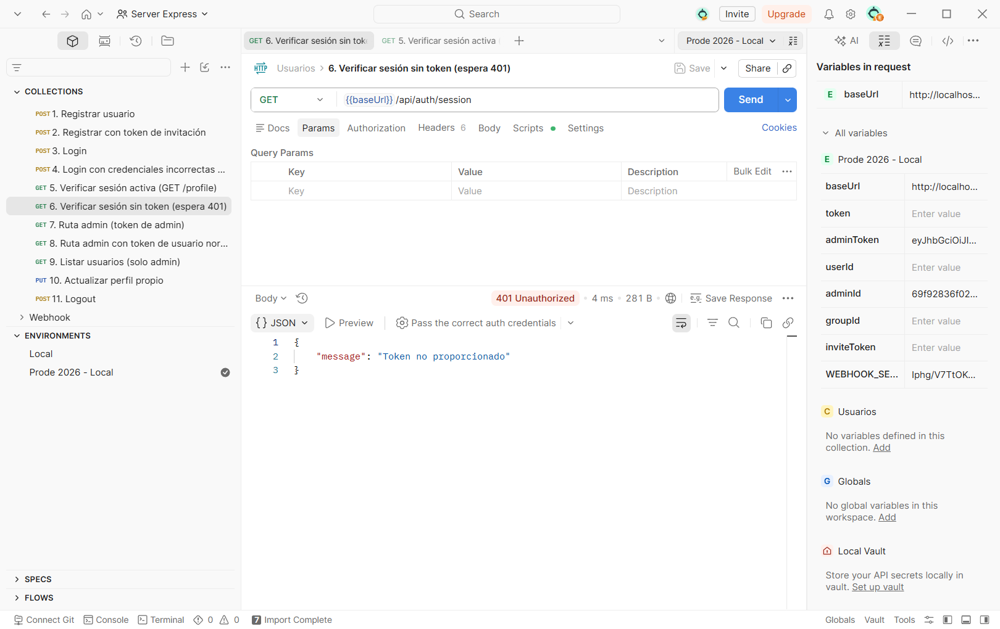 Server Express
Search
Invite
Upgrade
GET 6. Verificar sesión sin tok
GET 5. Verificar sesión activa
Prode 2026 - Local
AI
COLLECTIONS
POST 1. Registrar usuario
POST 2. Registrar con token de invitación
POST 3. Login
POST 4. Login con credenciales incorrectas ...
GET 5. Verificar sesión activa (GET /profile)
GET 6. Verificar sesión sin token (espera 401)
GET 7. Ruta admin (token de admin)
GET 8. Ruta admin con token de usuario nor...
GET 9. Listar usuarios (solo admin)
PUT 10. Actualizar perfil propio
POST 11. Logout
Webhook
ENVIRONMENTS
Local
Prode 2026 - Local
SPECS
FLOWS
HTTP Usuarios > 6. Verificar sesión sin token (espera 401)
Save
Share
GET
{{baseUrl}} /api/auth/session
Send
Docs Params Authorization Headers 6 Body Scripts Settings
Cookies
Query Params
Key Value Description Bulk Edit
Key Value Description
Body
401 Unauthorized • 4 ms • 281 B •
e.g. Save Response
{} JSON
Preview
Pass the correct auth credentials
1 {
2 "message": "Token no proporcionado"
3 }
Variables in request
E baseUrl http://localhos...
All variables
E Prode 2026 - Local
baseUrl http://localho...
token Enter value
adminToken eyJhbGciOiJI...
userId Enter value
adminId 69f92836f02...
groupId Enter value
inviteToken Enter value
WEBHOOK_SE... Iphg/V7TtOK...
C Usuarios
No variables defined in this
collection. Add
G Globals
No global variables in this
workspace. Add
Local Vault
Store your API secrets locally in
vault. Set up vault
Connect Git
Console
Terminal
0
0
7 Import Complete
Globals
Vault
Tools